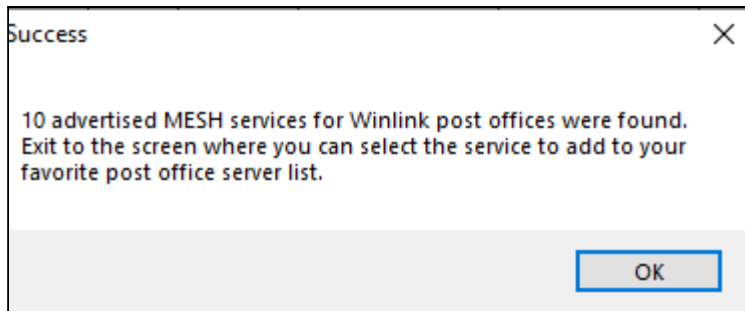 Success
10 advertised MESH services for Winlink post offices were found.
Exit to the screen where you can select the service to add to your
favorite post office server list.
OK